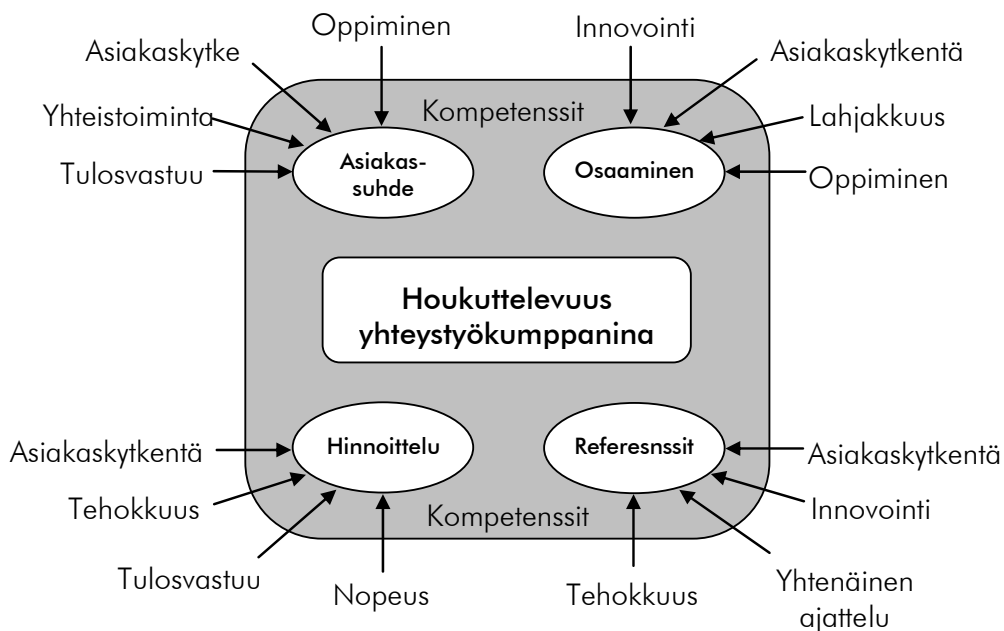 Oppiminen
Innovointi
Asiakaskytke
Asiakaskytkentä
Kompetenssit
Yhteistoiminta
Lahjakkuus
Asiakas-
suhde
Osaaminen
Tulosvastuu
Oppiminen
Houkuttelevuus
yhteystyökumppanina
Asiakaskytkentä
Hinnoittelu
Referesnssit
Asiakaskytkentä
Tehokkuus
Kompetenssit
Innovointi
Tulosvastuu
Nopeus
Tehokkuus
Yhtenäinen
ajattelu